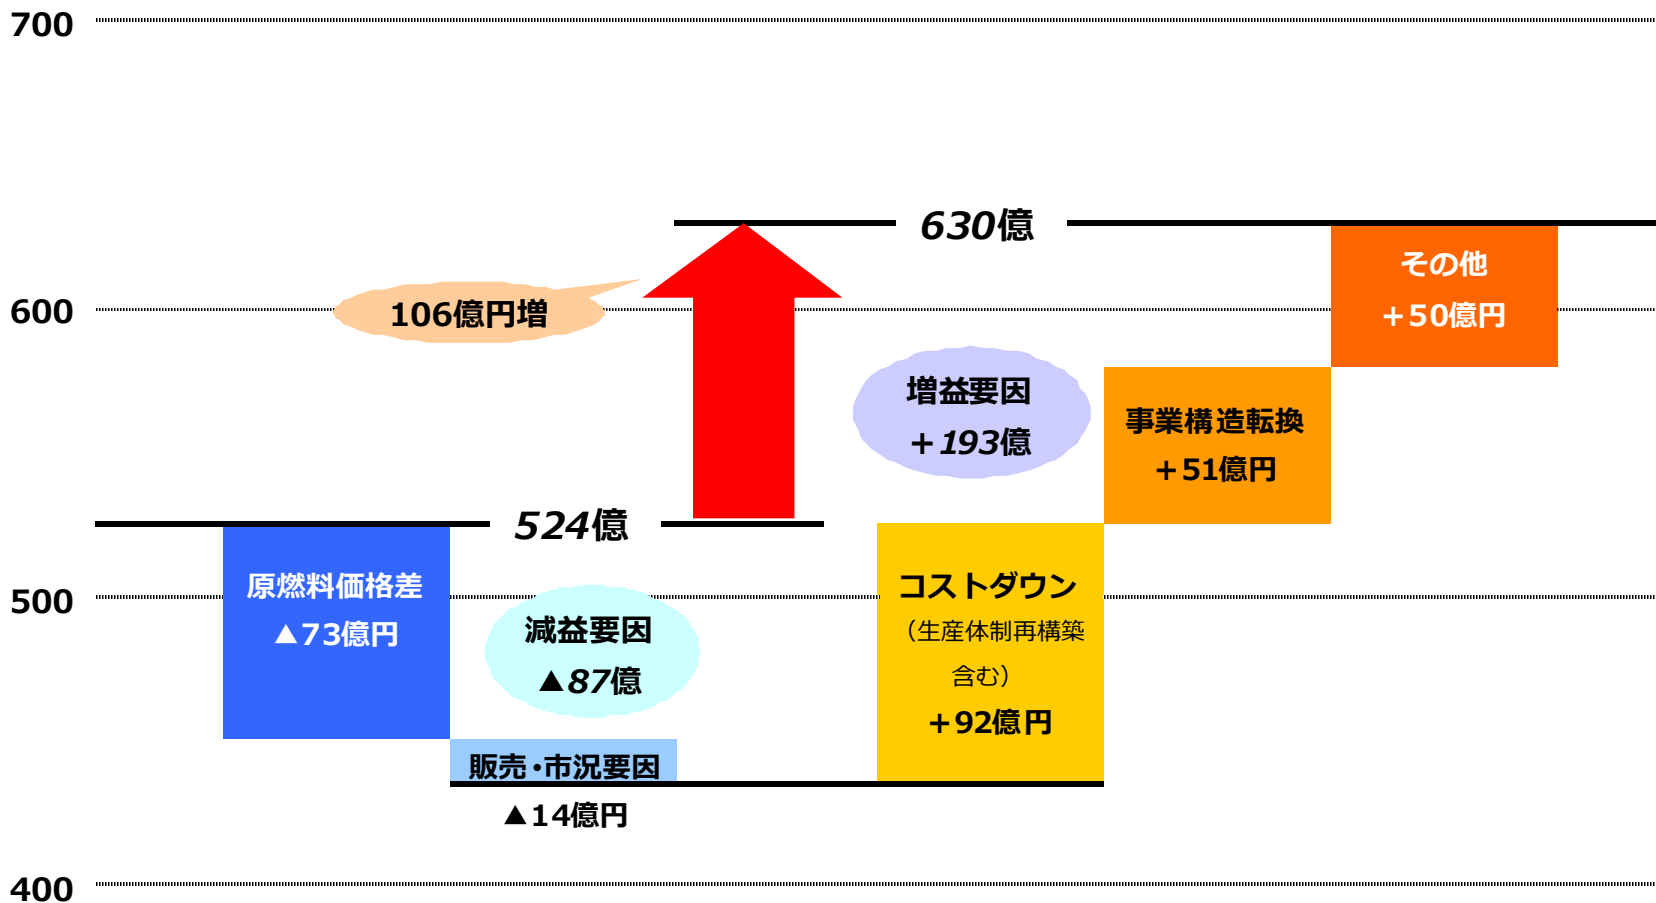 700
630億
その他
+50億円
600
106億円増
増益要因
+193億
事業構造転換
+51億円
524億
500
原燃料価格差
▲73億円
減益要因
▲87億
コストダウン
（生産体制再構築
含む）
+92億円
販売・市況要因
▲14億円
400